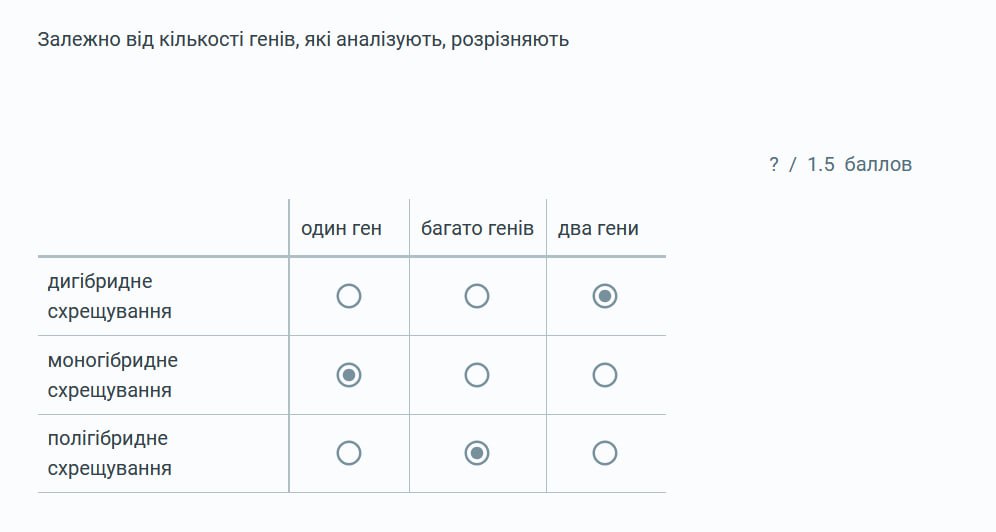 Залежно від кількості генів, які аналізують, розрізняють
? / 1.5 баллов
один ген багато генів два гени
дигібридне
схрещування
моногібридне
схрещування
полігібридне
схрещування